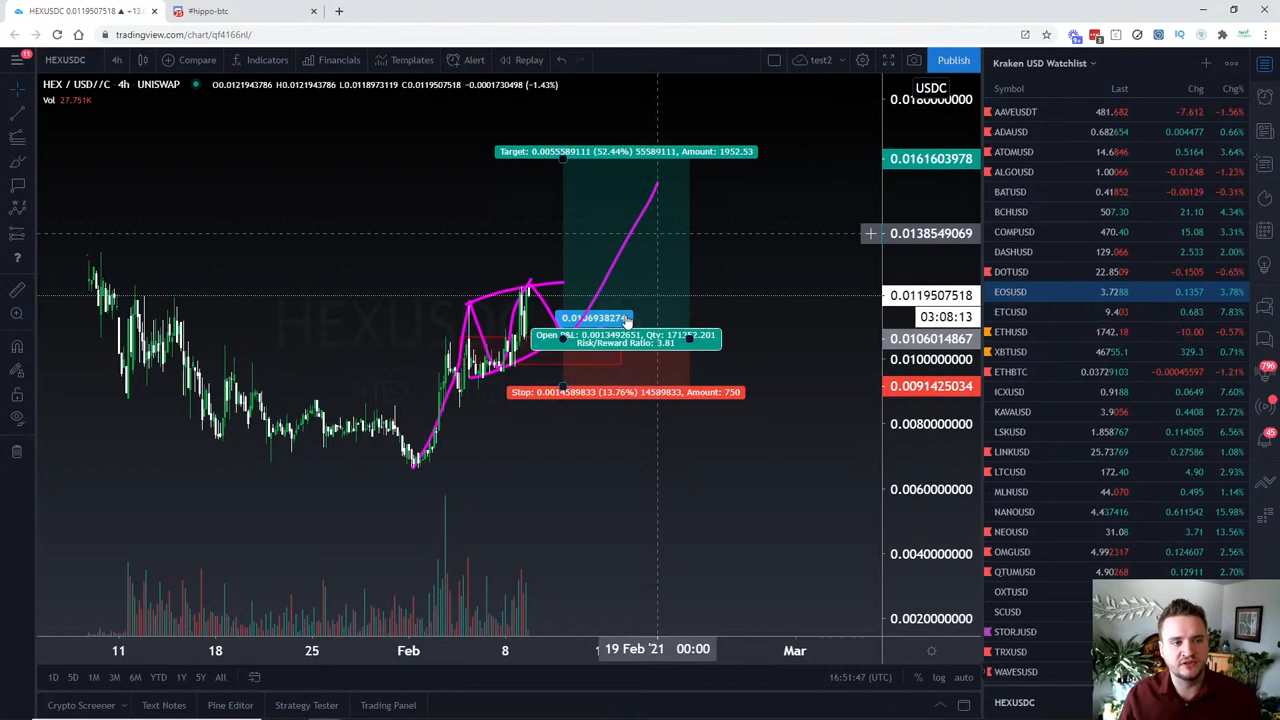 HEXUSDC 0.0119507518 ▲ +13.0
#hippo-btc
tradingview.com/chart/qf4166nl/
11
HEXUSDC
4h
Compare
Indicators
Financials
Templates
Alert
Replay
test2
Publish
HEX / USD//C · 4h · UNISWAP
O0.0121943786 H0.0121943786 L0.0118973119 C0.0119507518 −0.0001730498 (−1.43%)
Vol 27.751K
USDC
0.0180000000
Target: 0.0055589111 (52.44%) 55589111, Amount: 1952.53
0.0161603978
0.0138549069
0.0119507518
03:08:13
0.0106938274
Risk/Reward Ratio: 3.81
0.0106014867
0.0100000000
Stop: 0.0014589833 (13.76%) 14589833, Amount: 750
0.0091425034
0.0080000000
0.0060000000
0.0040000000
0.0020000000
11
18
25
Feb
8
19 Feb '21 00:00
Mar
1D 5D 1M 3M 6M YTD 1Y 5Y All
16:51:47 (UTC)
% log auto
Crypto Screener
Text Notes
Pine Editor
Strategy Tester
Trading Panel
Kraken USD Watchlist
Symbol Last Chg Chg%
AAVEUSDT 481.682 −7.612 −1.56%
ADAUSD 0.682654 0.004477 0.66%
ATOMUSD 14.6846 0.5164 3.64%
ALGOUSD 1.00066 −0.01248 −1.23%
BATUSD 0.41852 −0.00129 −0.31%
BCHUSD 507.30 21.10 4.34%
COMPUSD 470.40 15.08 3.31%
DASHUSD 129.066 2.533 2.00%
DOTUSD 22.8509 −0.1505 −0.65%
EOSUSD 3.7288 0.1357 3.78%
ETCUSD 9.403 0.683 7.83%
ETHUSD 1742.18 −10.00 −0.57%
XBTUSD 46755.1 329.3 0.71%
ETHBTC 0.03729103 −0.00045597 −1.21%
ICXUSD 0.9188 0.0719 8.49%
KAVAUSD 3.9056 0.4408 12.72%
LSKUSD 1.858767 0.114505 6.56%
LINKUSD 25.73769 0.27586 1.08%
LTCUSD 172.40 4.90 2.93%
MLNUSD 44.070 0.495 1.14%
NANOUSD 4.437416 0.611542 15.98%
NEOUSD 31.08 3.71 13.56%
OMGUSD 4.992317 0.124607 2.56%
QTUMUSD 4.90268 0.12911 2.70%
OXTUSD
SCUSD
STORJUSD
TRXUSD
WAVESUSD
HEXUSDC
796
45